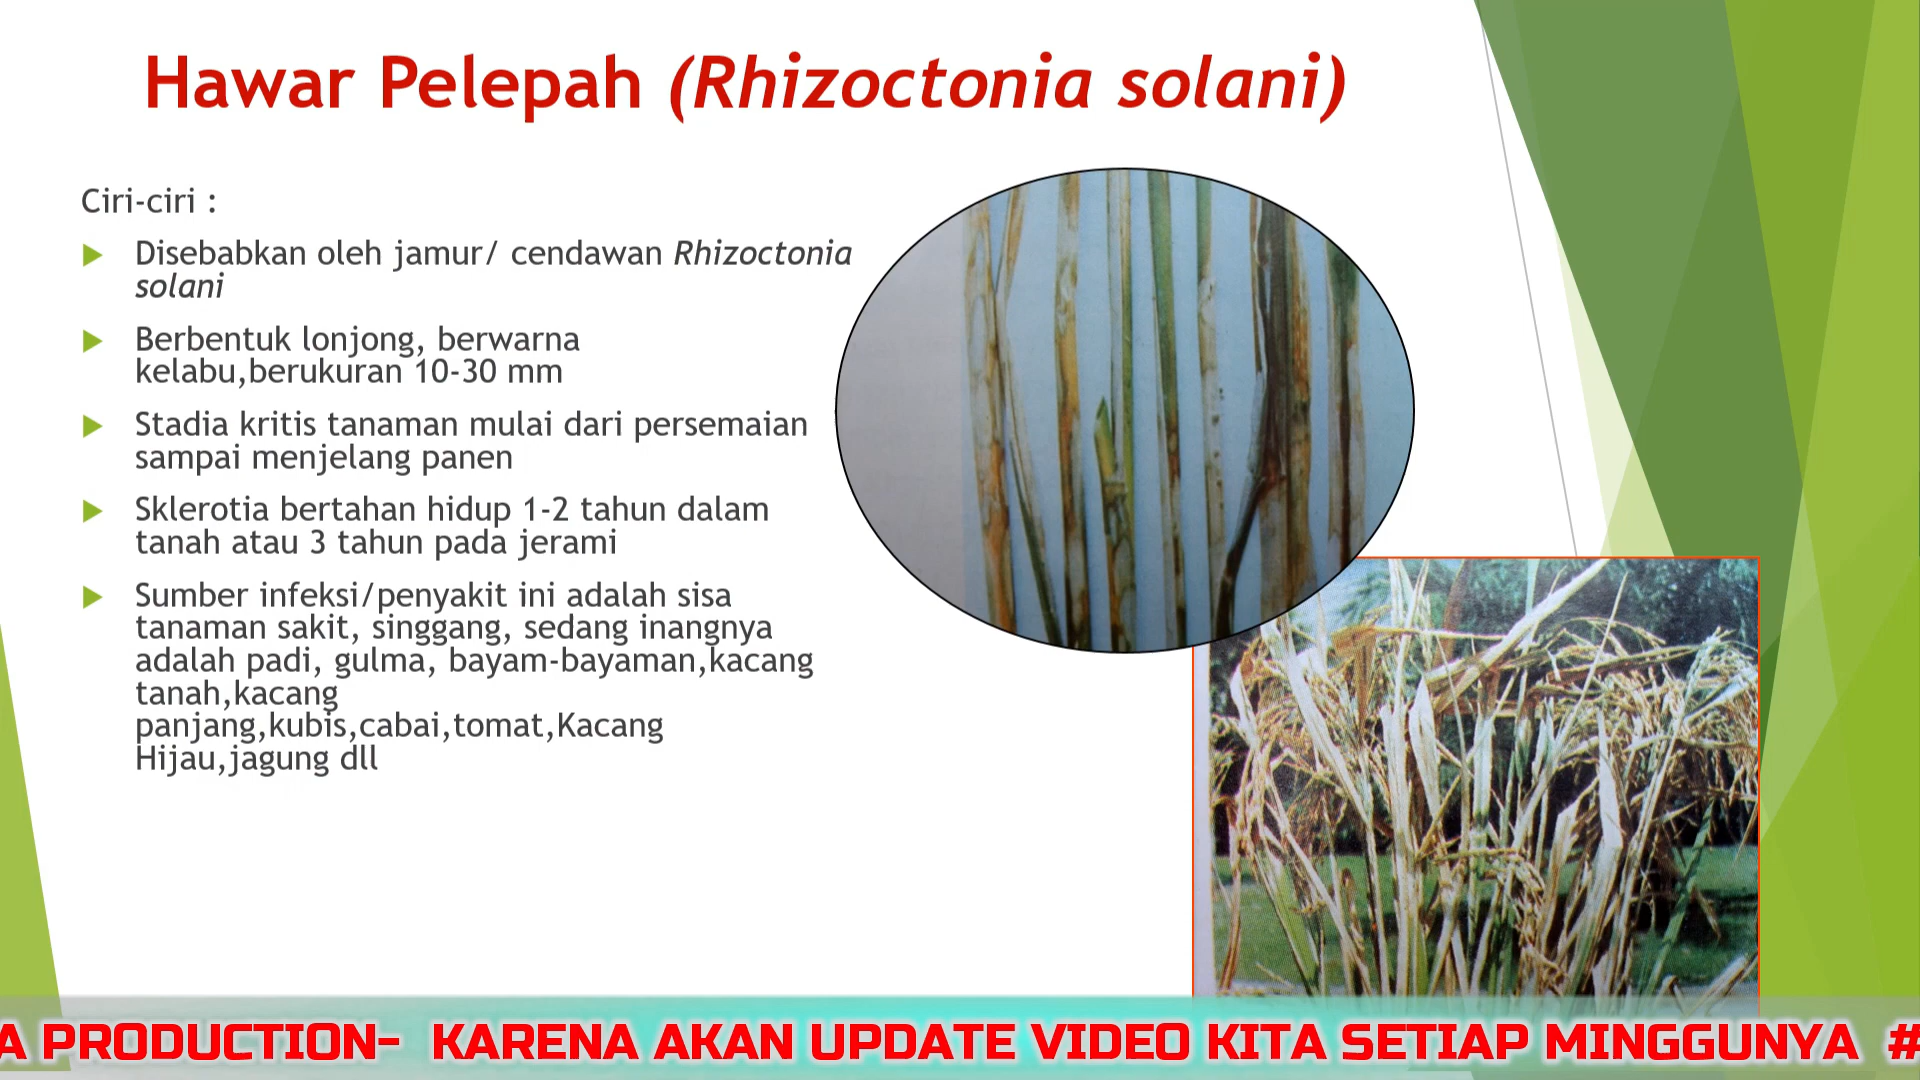 Hawar Pelepah (Rhizoctonia solani)
Ciri-ciri :
Disebabkan oleh jamur/ cendawan Rhizoctonia
solani
Berbentuk lonjong, berwarna
kelabu,berukuran 10-30 mm
Stadia kritis tanaman mulai dari persemaian
sampai menjelang panen
Sklerotia bertahan hidup 1-2 tahun dalam
tanah atau 3 tahun pada jerami
Sumber infeksi/penyakit ini adalah sisa
tanaman sakit, singgang, sedang inangnya
adalah padi, gulma, bayam-bayaman,kacang
tanah,kacang
panjang,kubis,cabai,tomat,Kacang
Hijau,jagung dll
A PRODUCTION- KARENA AKAN UPDATE VIDEO KITA SETIAP MINGGUNYA #